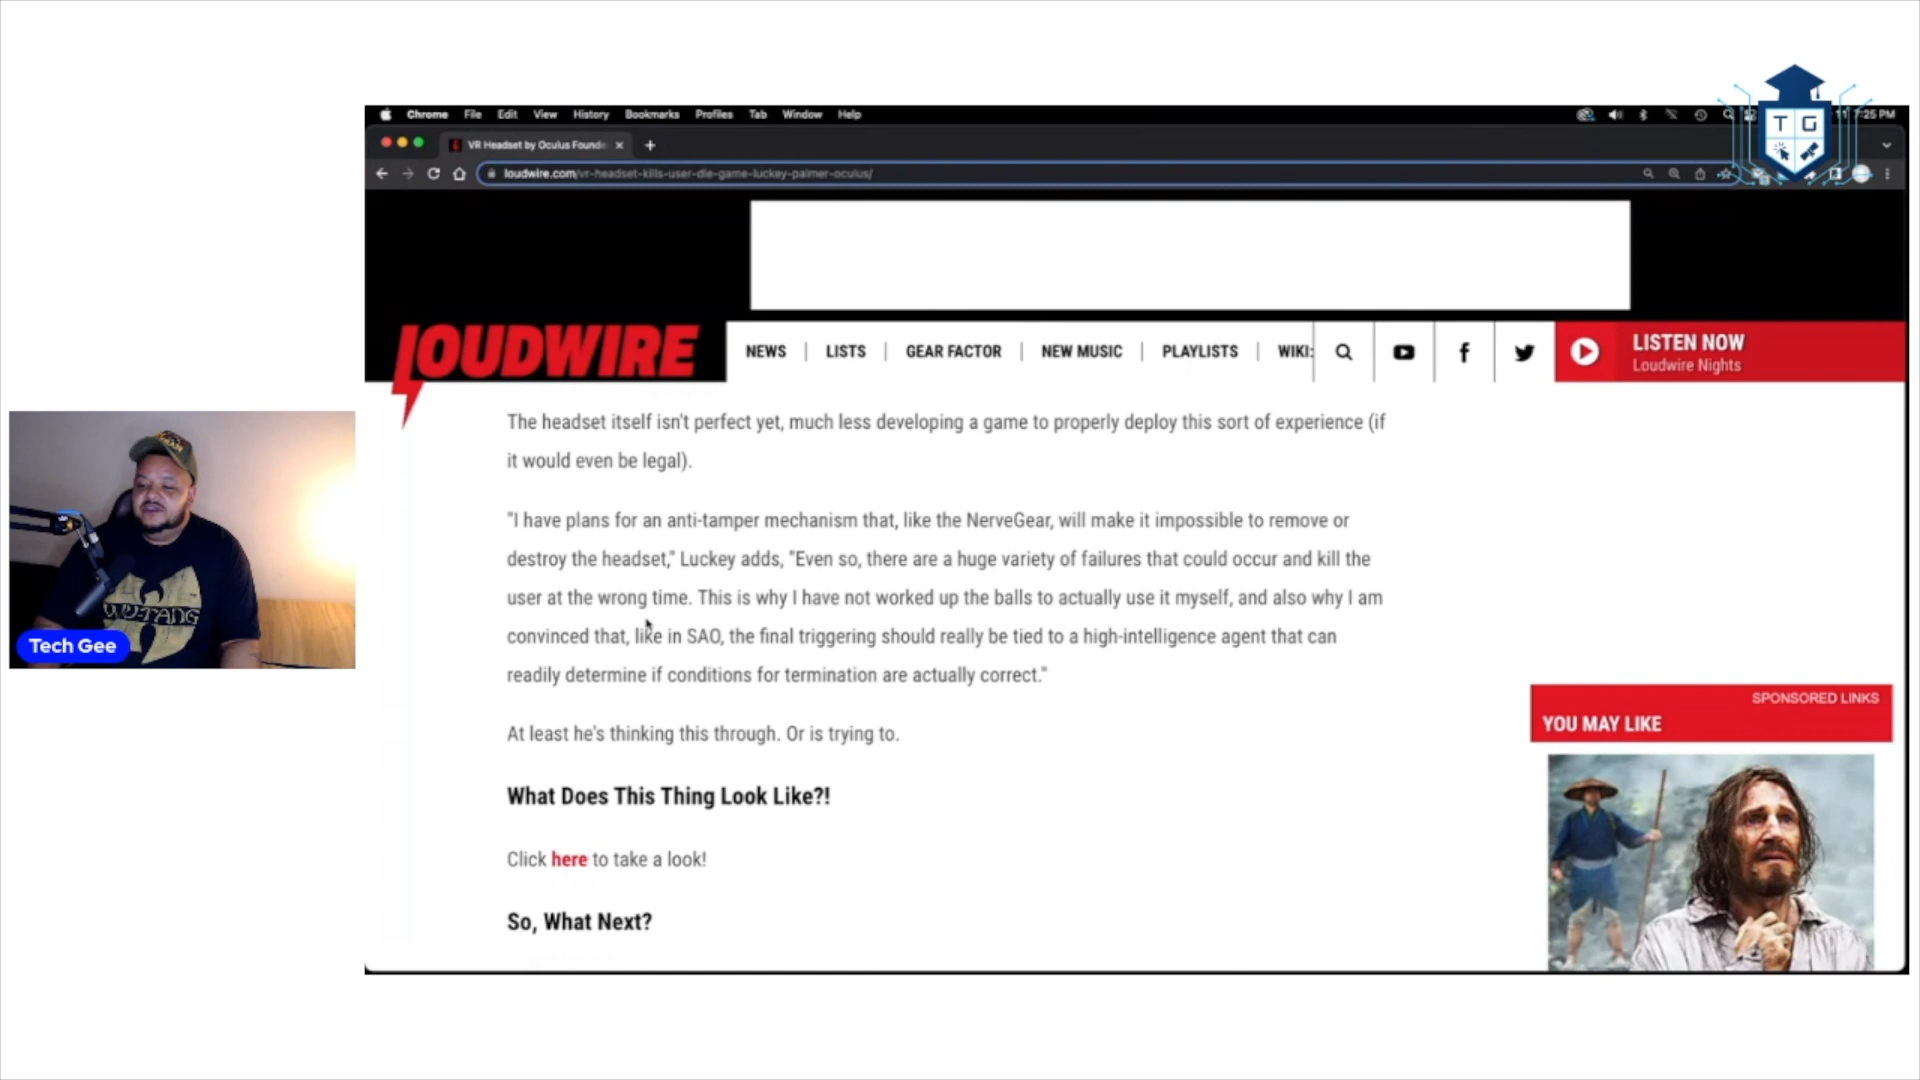 Chrome File Edit View History Bookmarks Profiles Tab Window Help
7:25 PM
T G
VR Headset by Oculus Founde
loudwire.com/vr-headset-kills-user-die-game-luckey-palmer-oculus/
LOUDWIRE
NEWS | LISTS | GEAR FACTOR | NEW MUSIC | PLAYLISTS | WIKI:
LISTEN NOW
Loudwire Nights
The headset itself isn't perfect yet, much less developing a game to properly deploy this sort of experience (if
it would even be legal).
"I have plans for an anti-tamper mechanism that, like the NerveGear, will make it impossible to remove or
destroy the headset," Luckey adds, "Even so, there are a huge variety of failures that could occur and kill the
user at the wrong time. This is why I have not worked up the balls to actually use it myself, and also why I am
convinced that, like in SAO, the final triggering should really be tied to a high-intelligence agent that can
readily determine if conditions for termination are actually correct."
At least he's thinking this through. Or is trying to.
What Does This Thing Look Like?!
Click here to take a look!
So, What Next?
SPONSORED LINKS
YOU MAY LIKE
WU-TANG
Tech Gee